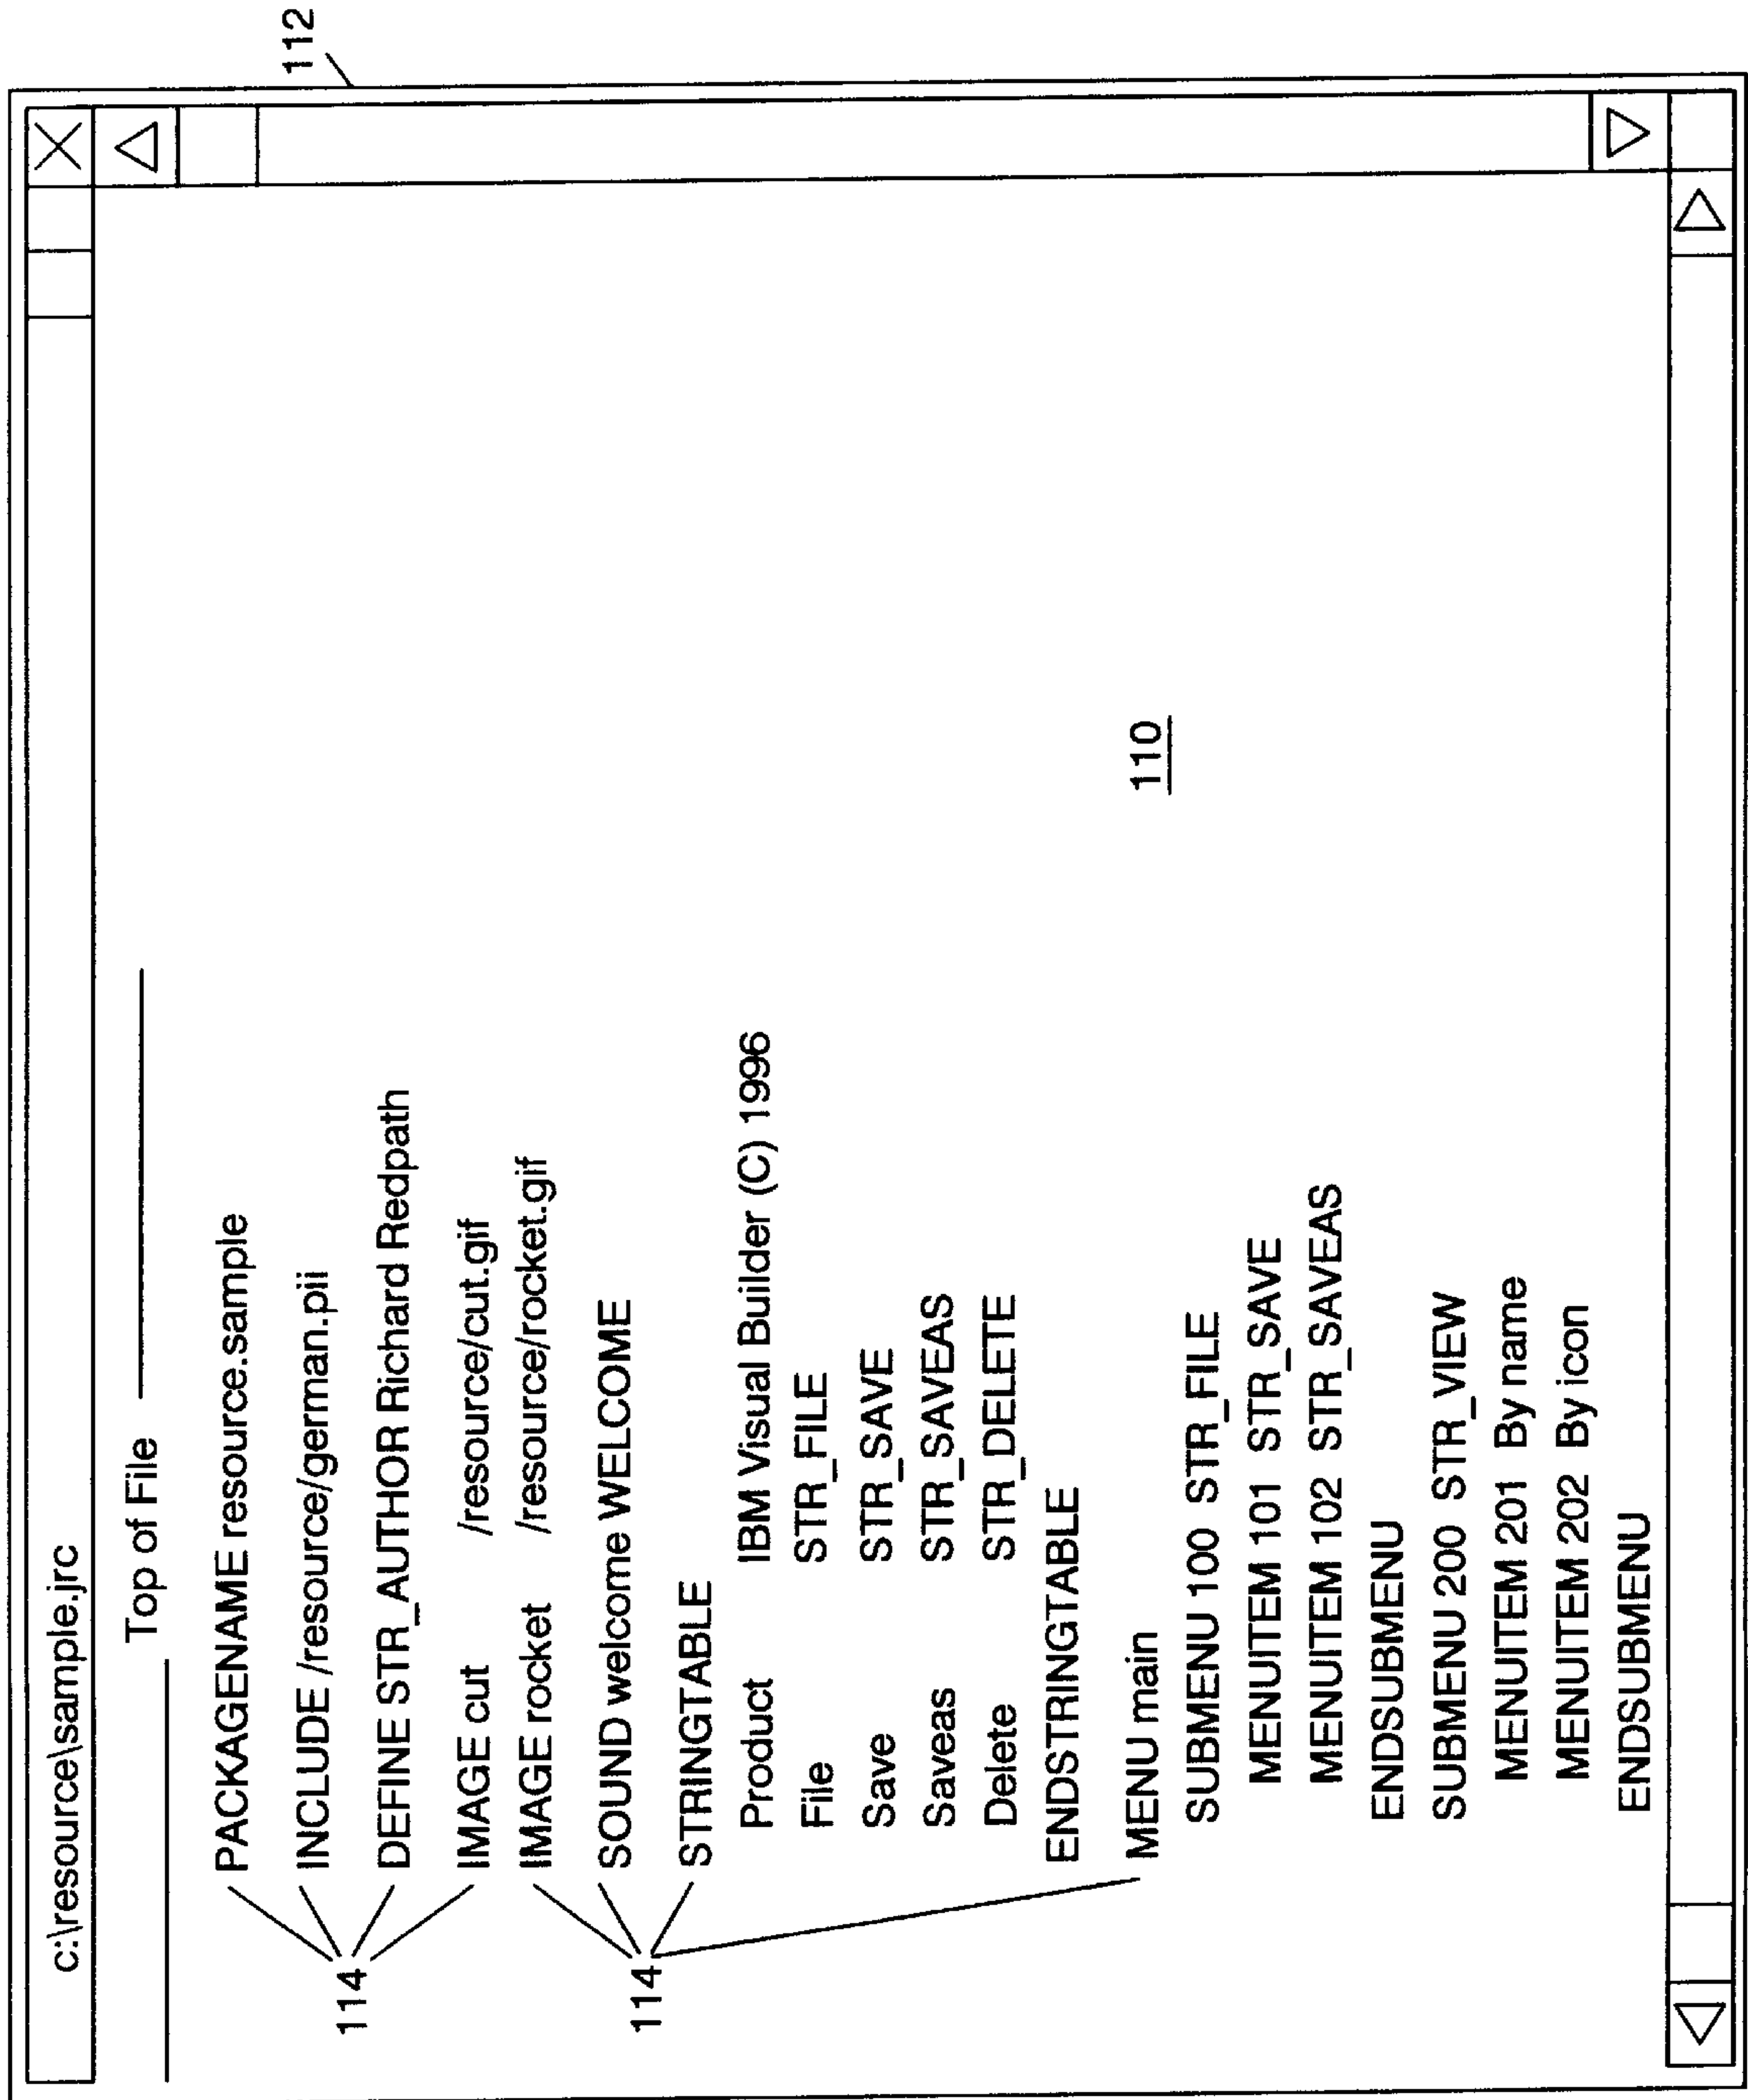 112
c:\resource\sample.jrc
Top of File
PACKAGENAME resource.sample
INCLUDE /resource/german.pii
DEFINE STR_AUTHOR Richard Redpath
114
IMAGE cut /resource/cut.gif
IMAGE rocket /resource/rocket.gif
SOUND welcome WELCOME
114
STRINGTABLE
Product IBM Visual Builder (C) 1996
File STR_FILE
Save STR_SAVE
Saveas STR_SAVEAS
Delete STR_DELETE
ENDSTRINGTABLE
MENU main
110
SUBMENU 100 STR_FILE
MENUITEM 101 STR_SAVE
MENUITEM 102 STR_SAVEAS
ENDSUBMENU
SUBMENU 200 STR_VIEW
MENUITEM 201 By name
MENUITEM 202 By icon
ENDSUBMENU